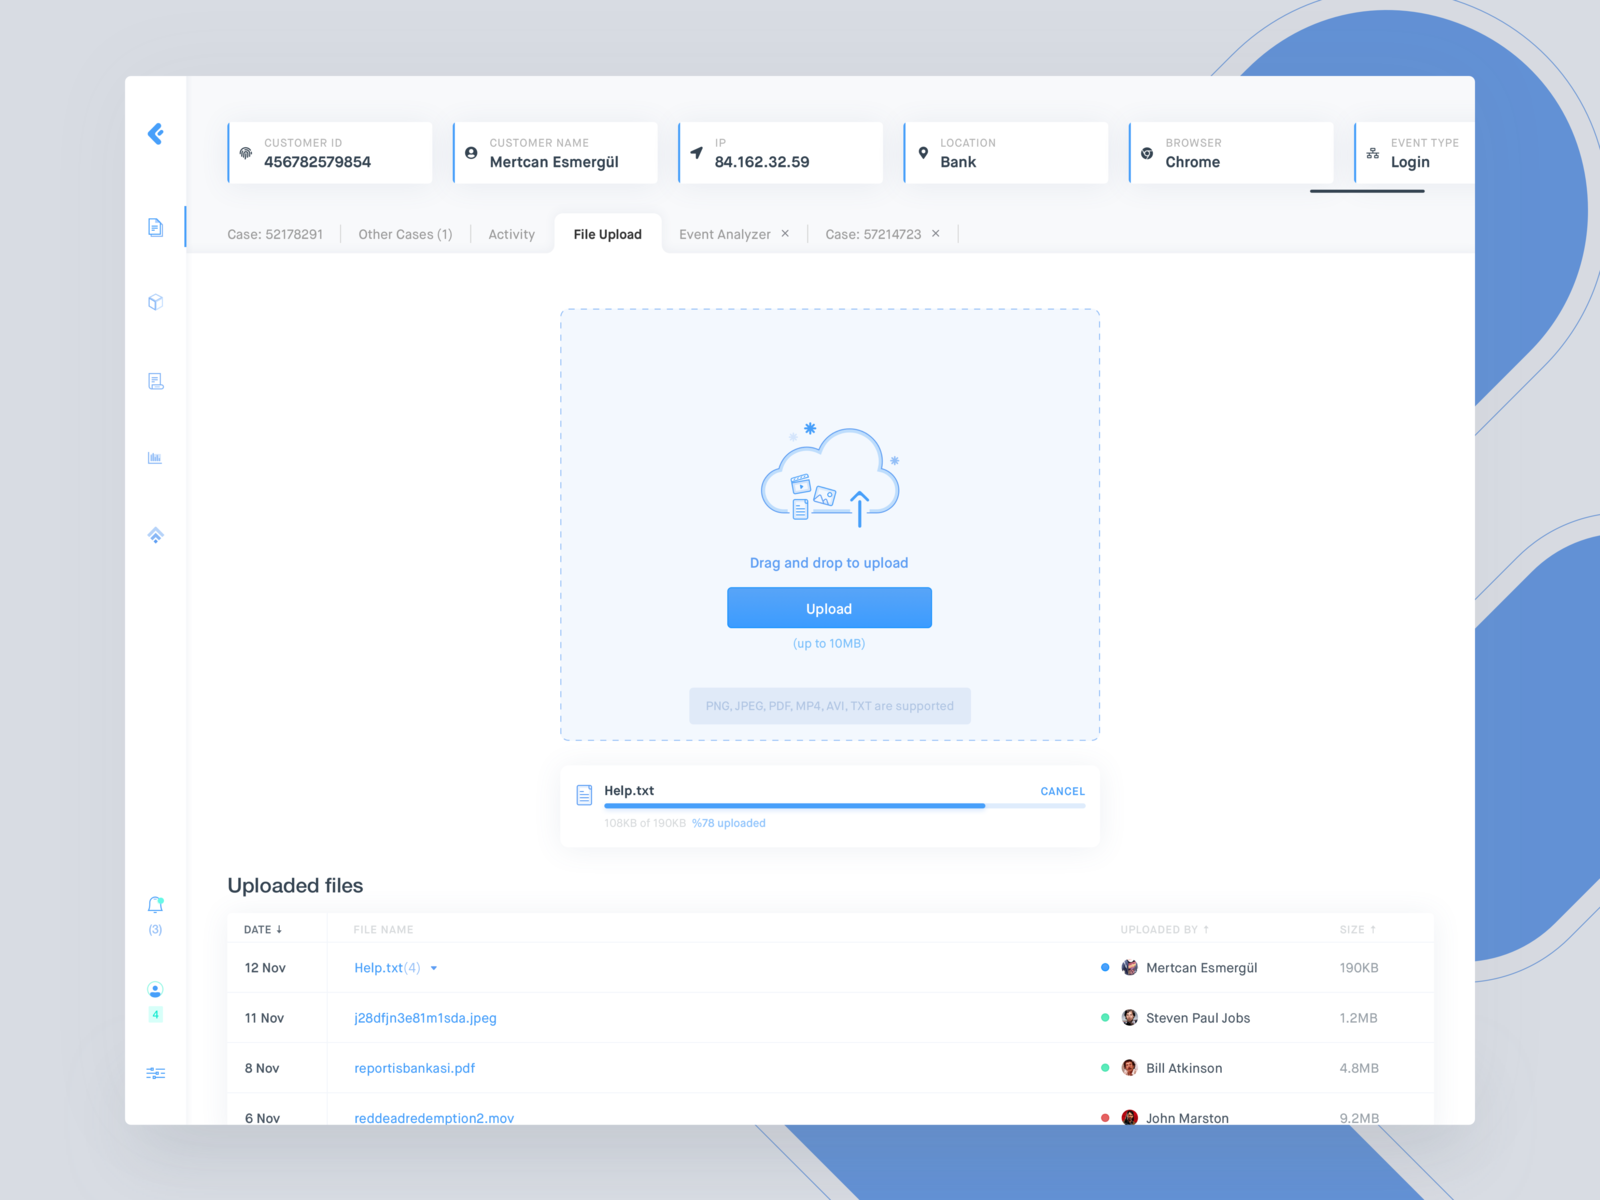 CUSTOMER ID
456782579854
CUSTOMER NAME
Mertcan Esmergül
IP
84.162.32.59
LOCATION
Bank
BROWSER
Chrome
EVENT TYPE
Login
Case: 52178291
Other Cases (1)
Activity
File Upload
Event Analyzer ×
Case: 57214723 ×
Drag and drop to upload
Upload
(up to 10MB)
PNG, JPEG, PDF, MP4, AVI, TXT are supported
Help.txt
CANCEL
108KB of 190KB %78 uploaded
(3)
4
Uploaded files
DATE ↓ FILE NAME UPLOADED BY ↑ SIZE ↑
12 Nov Help.txt(4) Mertcan Esmergül 190KB
11 Nov j28dfjn3e81m1sda.jpeg Steven Paul Jobs 1.2MB
8 Nov reportisbankasi.pdf Bill Atkinson 4.8MB
6 Nov reddeadredemption2.mov John Marston 9.2MB